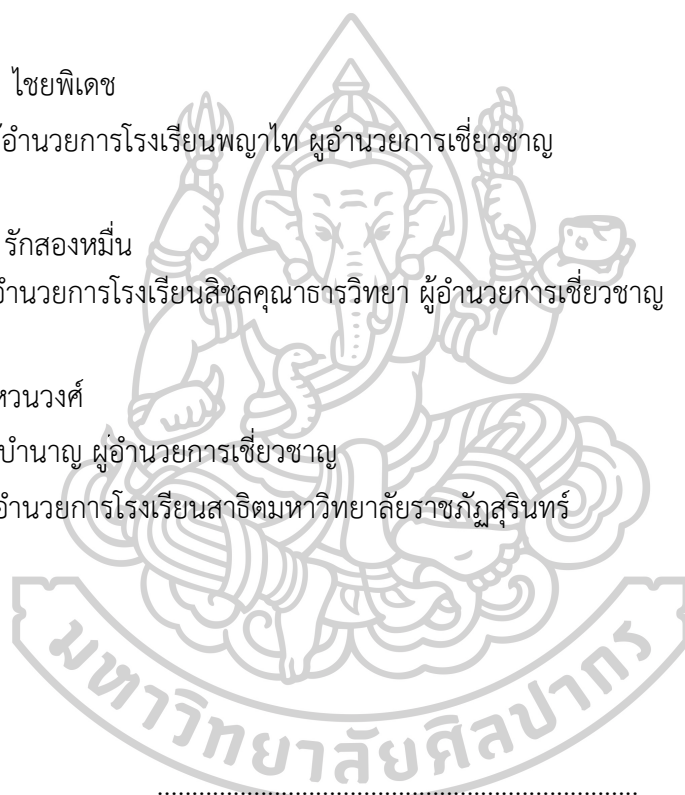 ไชยพิเดช
อำนวยการโรงเรียนพญาไท ผู้อำนวยการเชี่ยวชาญ
รักสองหมื่น
อำนวยการโรงเรียนสิชลคุณาธารวิทยา ผู้อำนวยการเชี่ยวชาญ
หวนวงศ์
บำนาญ ผู้อำนวยการเชี่ยวชาญ
อำนวยการโรงเรียนสาธิตมหาวิทยาลัยราชภัฏสุรินทร์
มหาวิทยาลัยศิลปากร